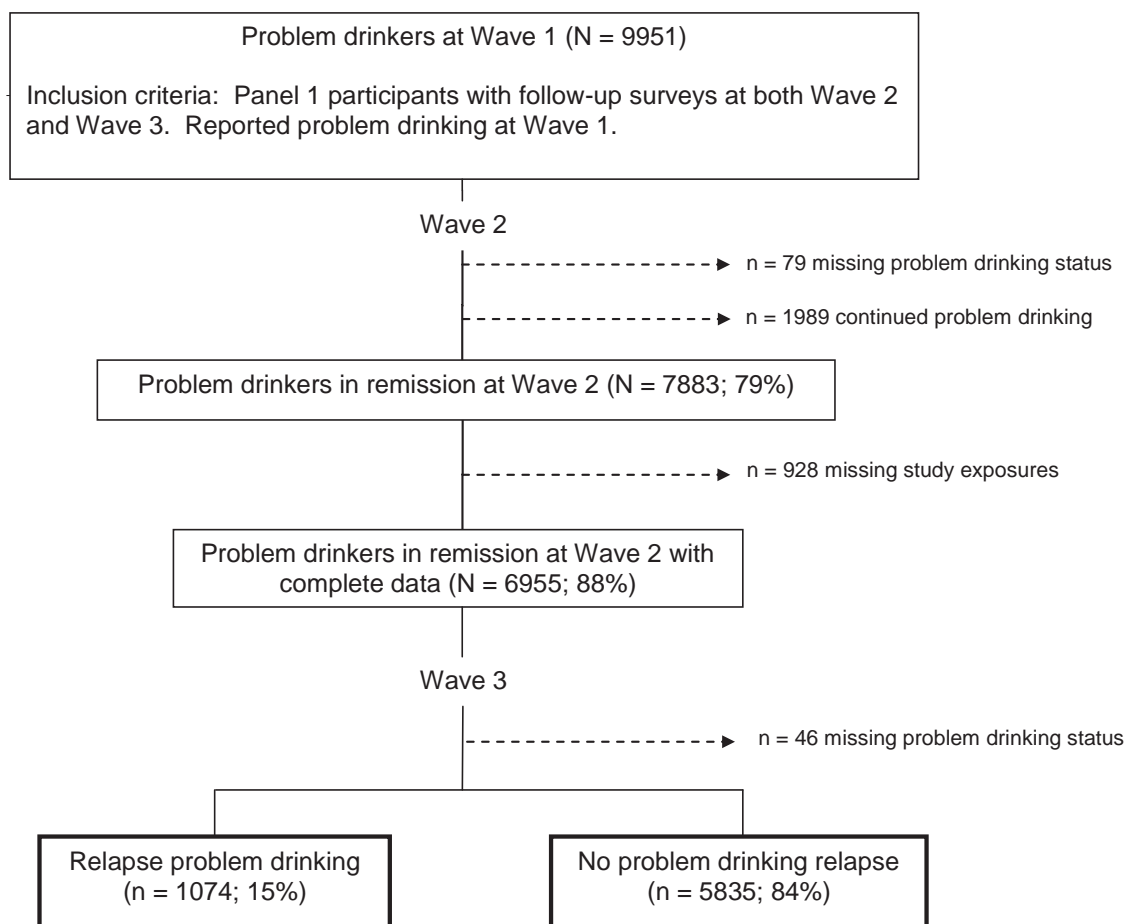 Problem drinkers at Wave 1 (N = 9951)
Inclusion criteria:  Panel 1 participants with follow-up surveys at both Wave 2
and Wave 3.  Reported problem drinking at Wave 1.
Wave 2
n = 79 missing problem drinking status
n = 1989 continued problem drinking
Problem drinkers in remission at Wave 2 (N = 7883; 79%)
n = 928 missing study exposures
Problem drinkers in remission at Wave 2 with
complete data (N = 6955; 88%)
Wave 3
n = 46 missing problem drinking status
Relapse problem drinking
(n = 1074; 15%)
No problem drinking relapse
(n = 5835; 84%)